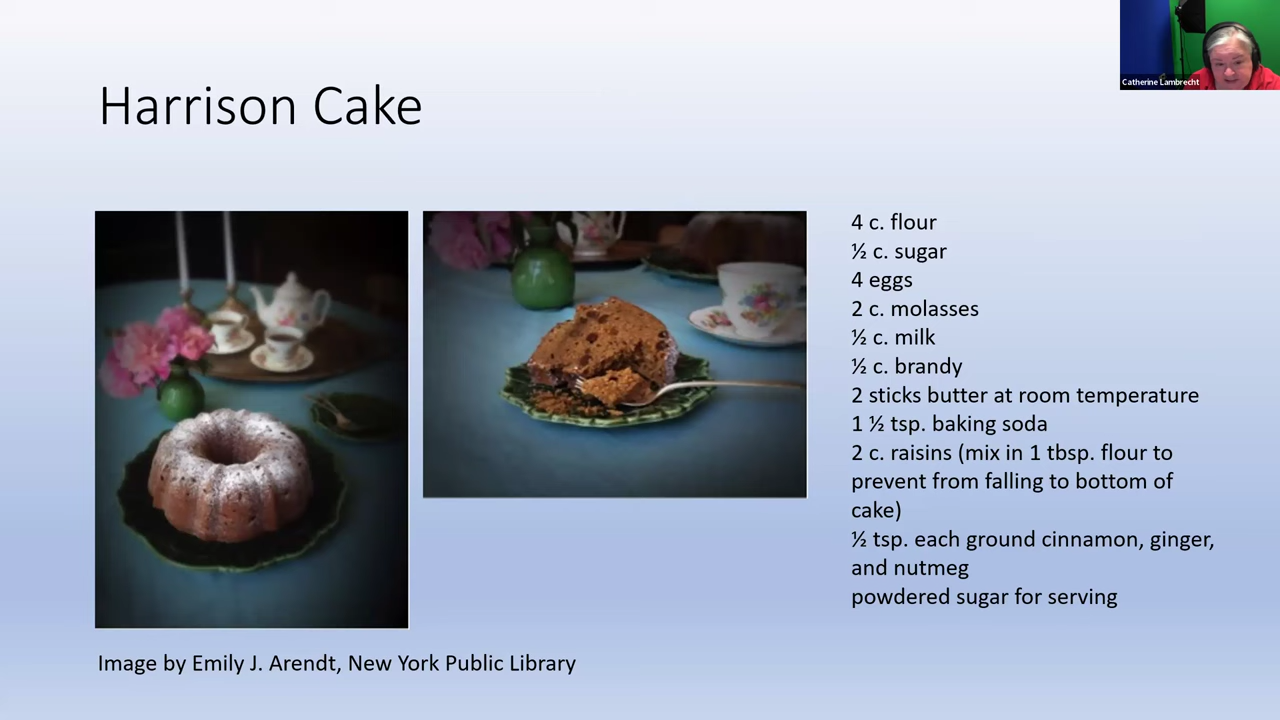 Catherine Lambrecht
Harrison Cake
4 c. flour
½ c. sugar
4 eggs
2 c. molasses
½ c. milk
½ c. brandy
2 sticks butter at room temperature
1 ½ tsp. baking soda
2 c. raisins (mix in 1 tbsp. flour to
prevent from falling to bottom of
cake)
½ tsp. each ground cinnamon, ginger,
and nutmeg
powdered sugar for serving
Image by Emily J. Arendt, New York Public Library